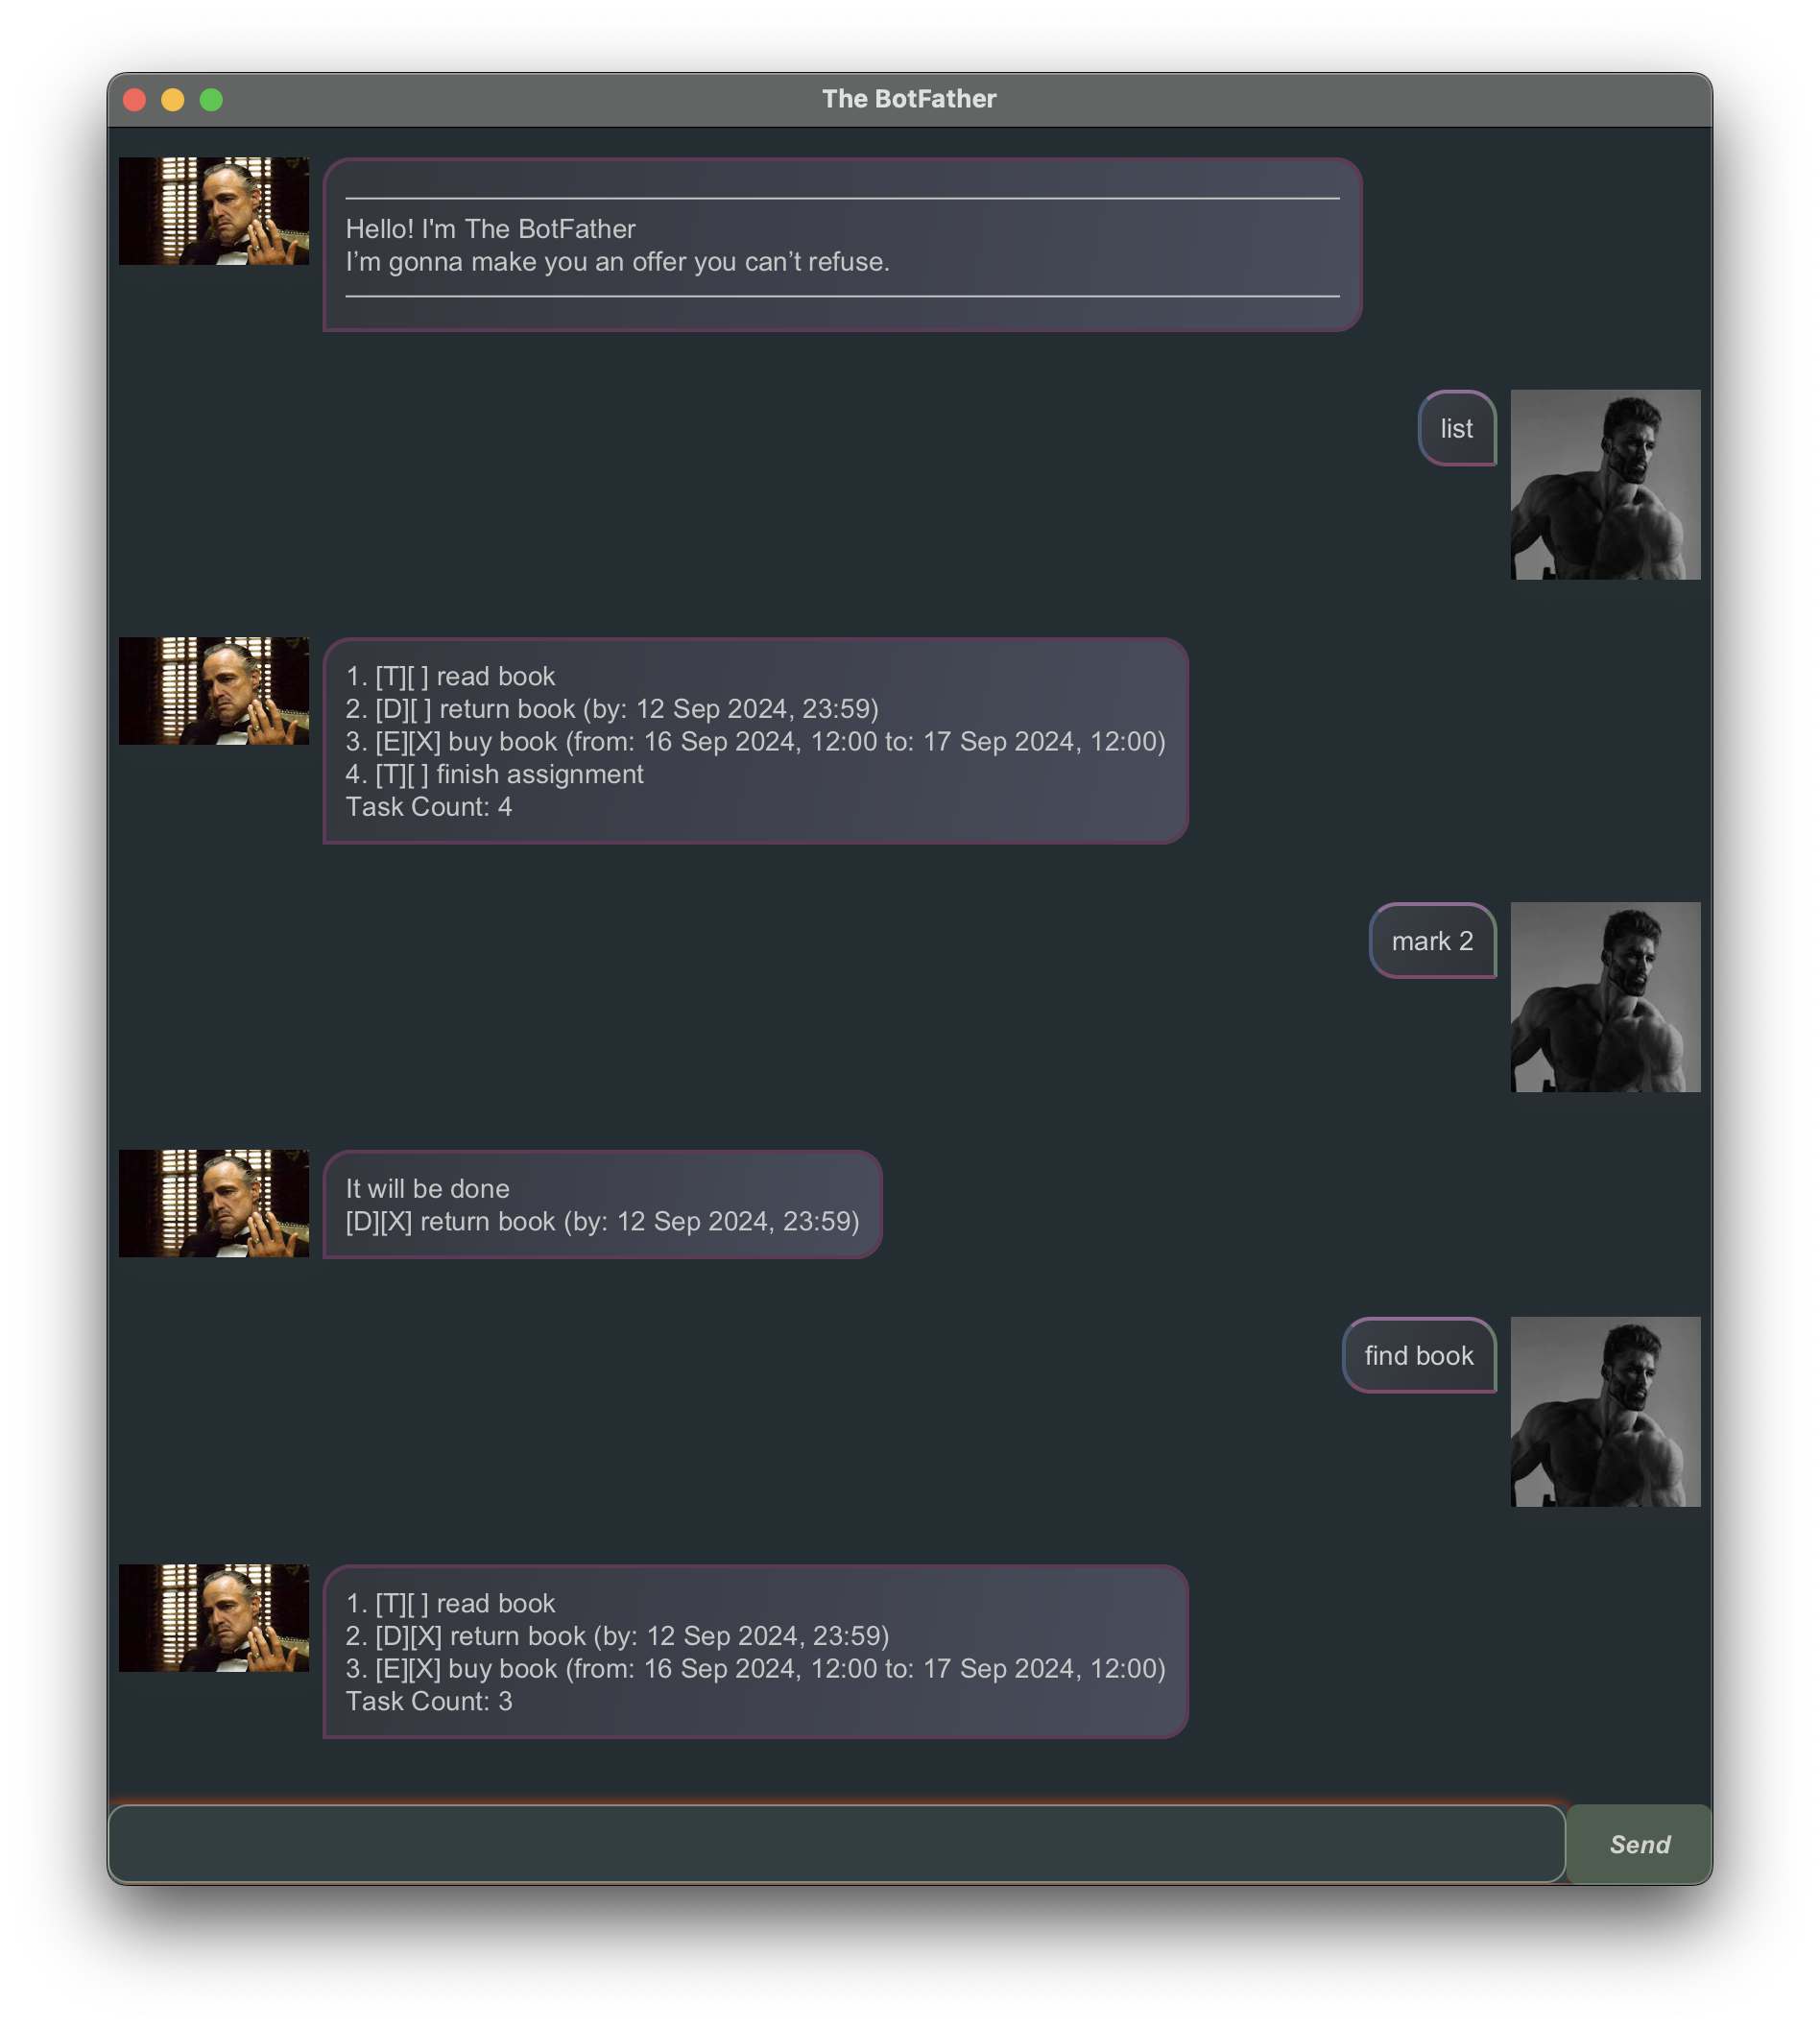 The BotFather
Hello! I'm The BotFather
I’m gonna make you an offer you can’t refuse.
list
1. [T][ ] read book
2. [D][ ] return book (by: 12 Sep 2024, 23:59)
3. [E][X] buy book (from: 16 Sep 2024, 12:00 to: 17 Sep 2024, 12:00)
4. [T][ ] finish assignment
Task Count: 4
mark 2
It will be done
[D][X] return book (by: 12 Sep 2024, 23:59)
find book
1. [T][ ] read book
2. [D][X] return book (by: 12 Sep 2024, 23:59)
3. [E][X] buy book (from: 16 Sep 2024, 12:00 to: 17 Sep 2024, 12:00)
Task Count: 3
Send